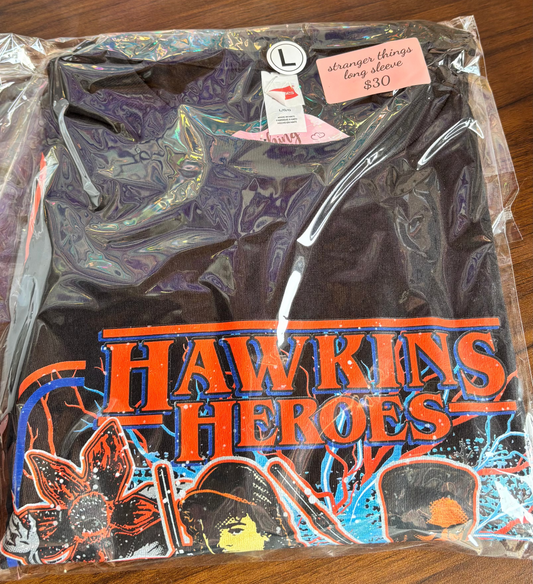 L
stranger things
long sleeve
$30
HAWKINS
HEROES